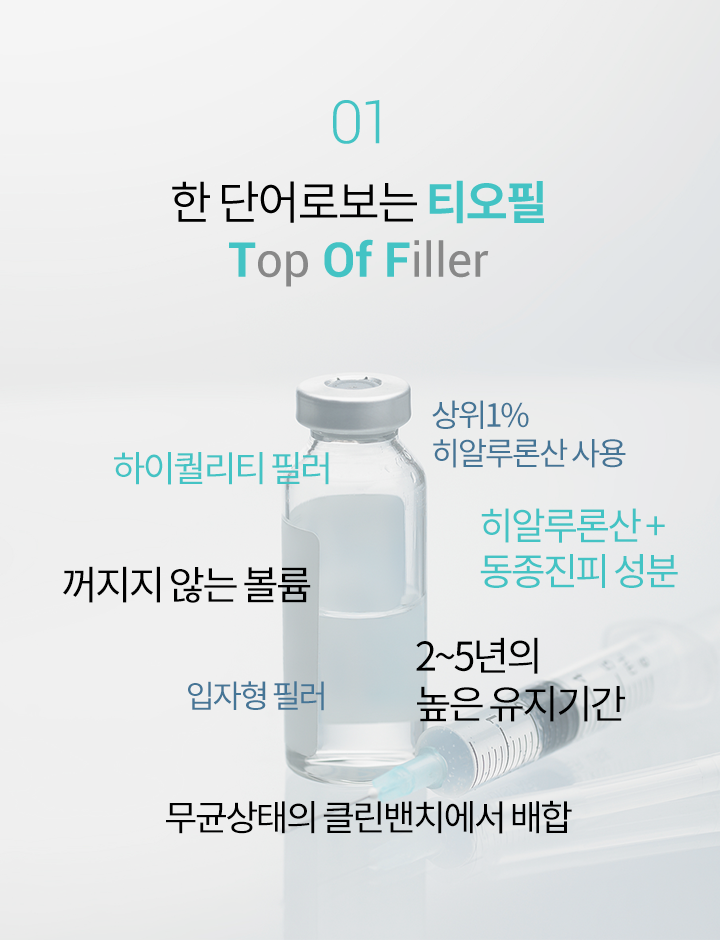 01
한 단어로보는 티오필
Top Of Filler
상위1%
히알루론산 사용
하이퀄리티 필러
히알루론산 +
동종진피 성분
꺼지지 않는 볼륨
2~5년의
높은 유지기간
입자형 필러
무균상태의 클린밴치에서 배합